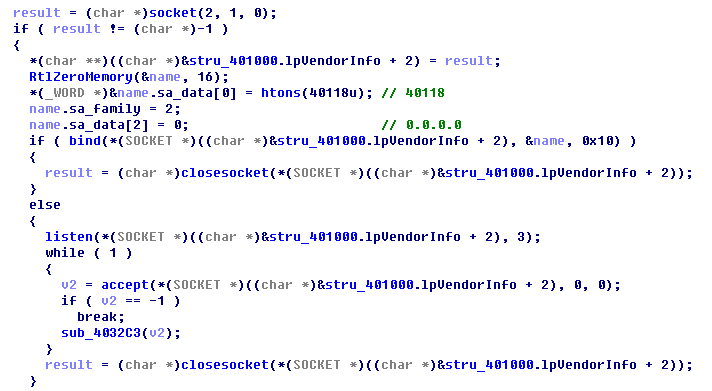 result = (char *)socket(2, 1, 0);
if ( result != (char *)-1 )
{
  *(char **)((char *)&stru_401000.lpVendorInfo + 2) = result;
  RtlZeroMemory(&name, 16);
  *(_WORD *)&name.sa_data[0] = htons(40118u); // 40118
  name.sa_family = 2;
  name.sa_data[2] = 0;                        // 0.0.0.0
  if ( bind(*(SOCKET *)((char *)&stru_401000.lpVendorInfo + 2), &name, 0x10) )
  {
    result = (char *)closesocket(*(SOCKET *)((char *)&stru_401000.lpVendorInfo + 2));
  }
  else
  {
    listen(*(SOCKET *)((char *)&stru_401000.lpVendorInfo + 2), 3);
    while ( 1 )
    {
      v2 = accept(*(SOCKET *)((char *)&stru_401000.lpVendorInfo + 2), 0, 0);
      if ( v2 == -1 )
        break;
      sub_4032C3(v2);
    }
    result = (char *)closesocket(*(SOCKET *)((char *)&stru_401000.lpVendorInfo + 2));
  }